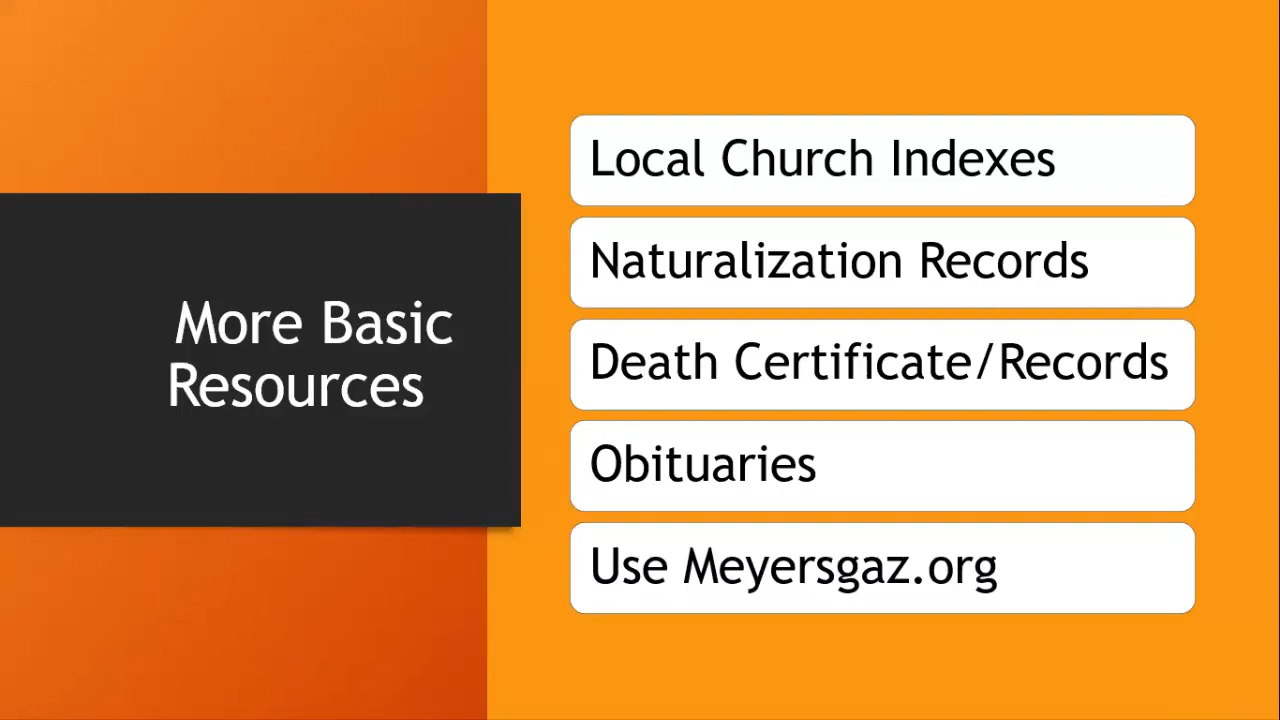 More Basic
Resources
Local Church Indexes
Naturalization Records
Death Certificate/Records
Obituaries
Use Meyersgaz.org